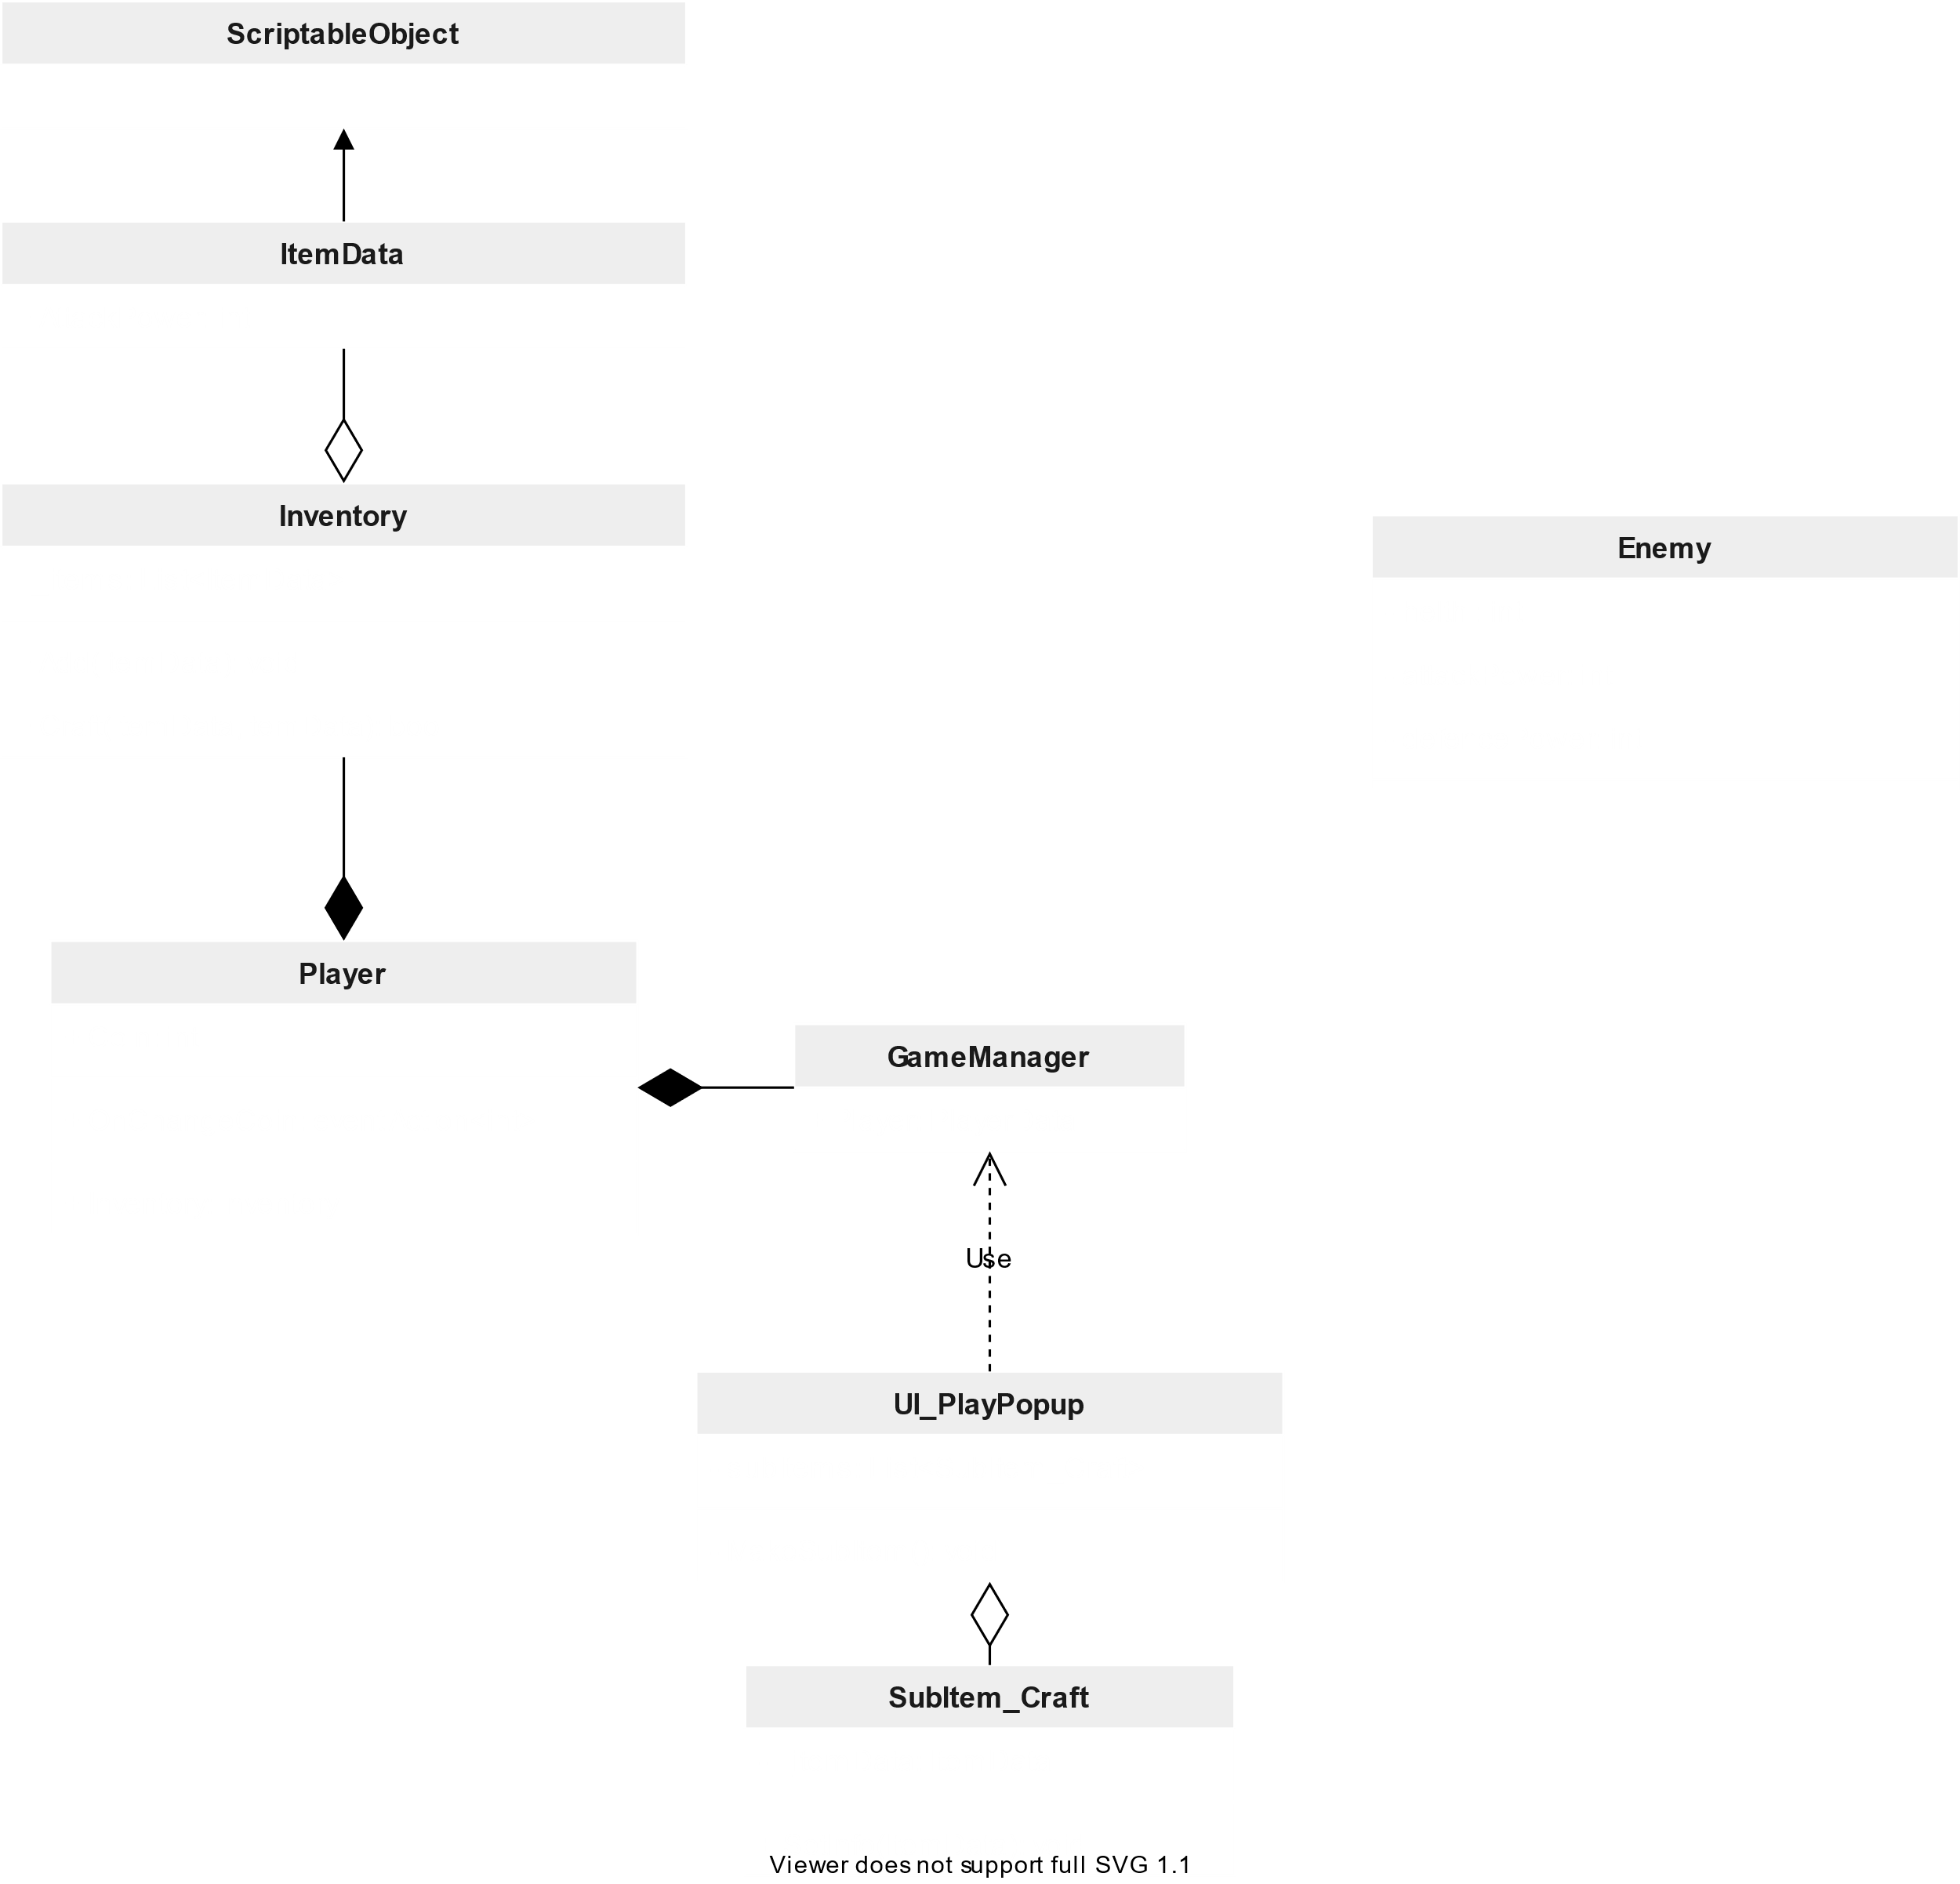 ScriptableObject
ItemData
Inventory
Enemy
Player
GameManager
Use
UI_PlayPopup
SubItem_Craft
Viewer does not support full SVG 1.1